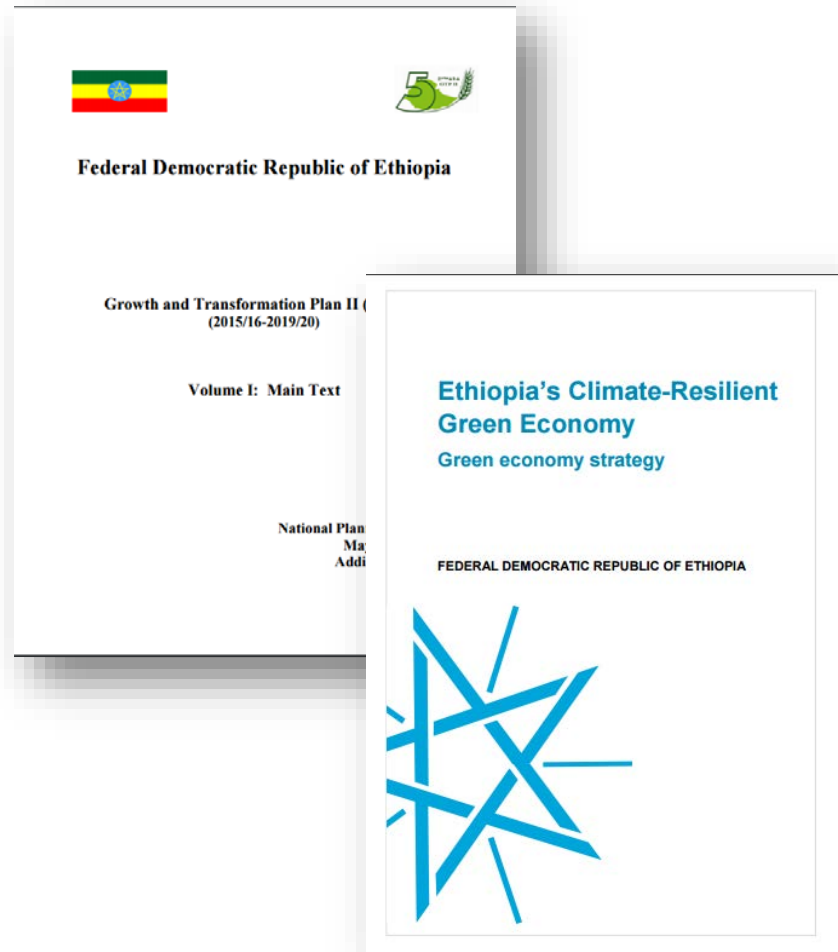 Federal Democratic Republic of Ethiopia
Growth and Transformation Plan II (
(2015/16-2019/20)
Volume I: Main Text
National Plan
Addi
Ethiopia's Climate-Resilient
Green Economy
Green economy strategy
FEDERAL DEMOCRATIC REPUBLIC OF ETHIOPIA